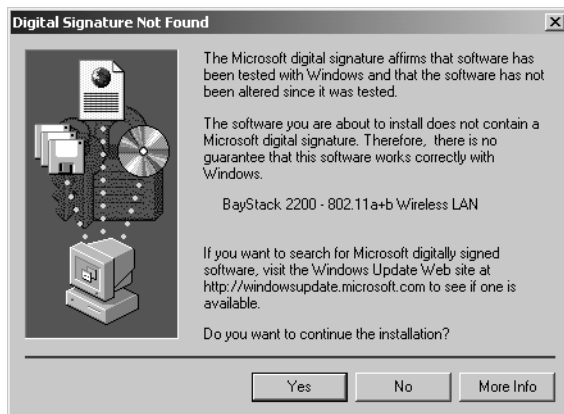 Digital Signature Not Found
The Microsoft digital signature affirms that software has
been tested with Windows and that the software has not
been altered since it was tested.
The software you are about to install does not contain a
Microsoft digital signature. Therefore, there is no
guarantee that this software works correctly with
Windows.
BayStack 2200 - 802.11a+b Wireless LAN
If you want to search for Microsoft digitally signed
software, visit the Windows Update Web site at
http://windowsupdate.microsoft.com to see if one is
available.
Do you want to continue the installation?
Yes
No
More Info